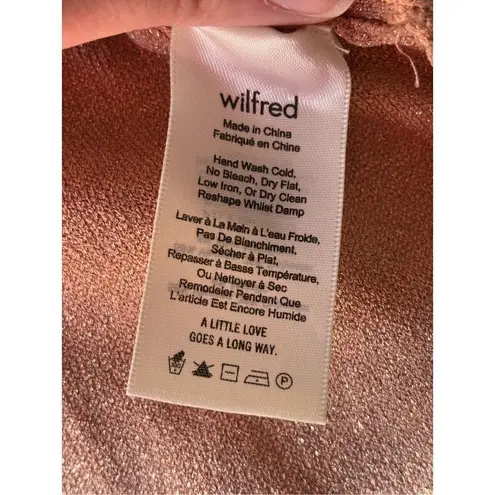 wilfred
Made in China
Fabriqué en Chine
Hand Wash Cold,
No Bleach, Dry Flat,
Low Iron, Or Dry Clean
Reshape Whilst Damp
Laver à La Main à L'eau Froide,
Pas De Blanchiment,
Sécher à Plat,
Repasser à Basse Température,
Ou Nettoyer à Sec
Remodeler Pendant Que
L'article Est Encore Humide
A LITTLE LOVE
GOES A LONG WAY.
P